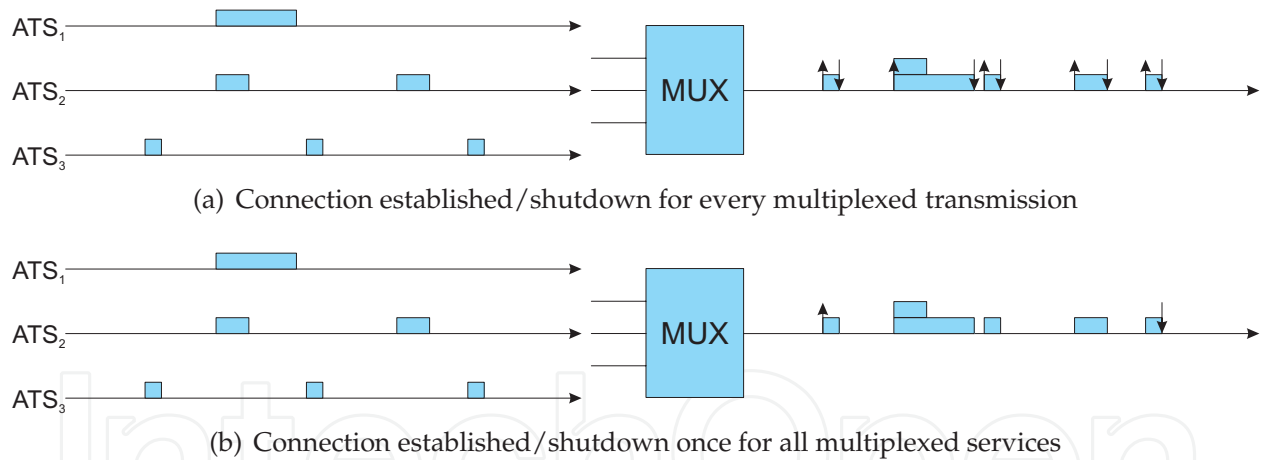 ATS₁
ATS₂
ATS₃
MUX
(a) Connection established/shutdown for every multiplexed transmission
ATS₁
ATS₂
ATS₃
MUX
(b) Connection established/shutdown once for all multiplexed services
IntechOpen